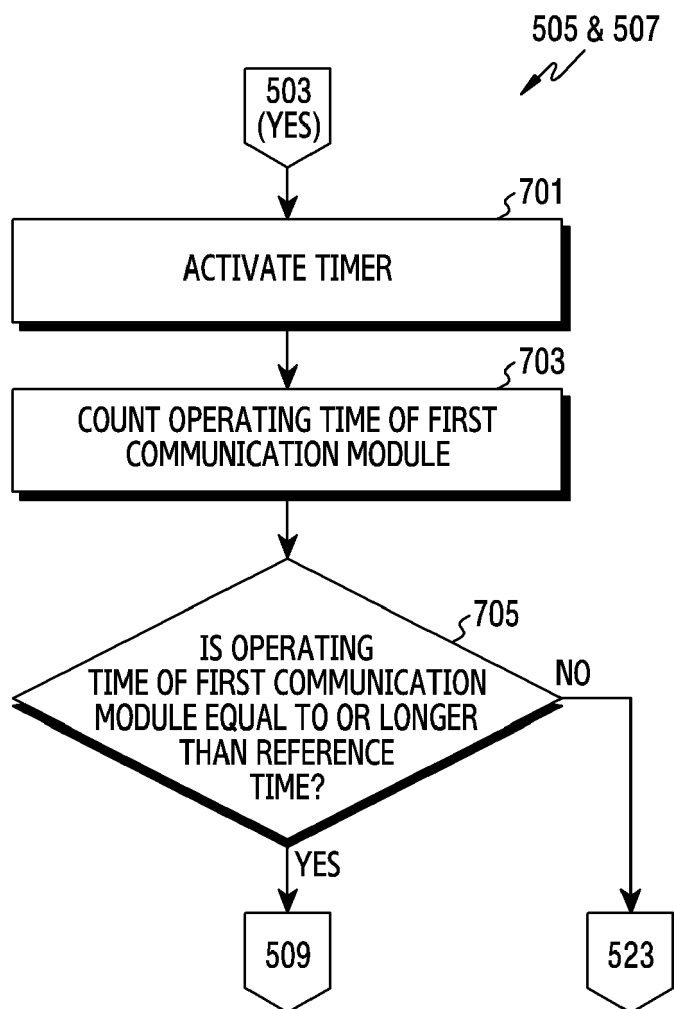 505 & 507
503
(YES)
701
ACTIVATE TIMER
703
COUNT OPERATING TIME OF FIRST
COMMUNICATION MODULE
705
IS OPERATING
TIME OF FIRST COMMUNICATION
MODULE EQUAL TO OR LONGER
THAN REFERENCE
TIME?
NO
YES
509
523